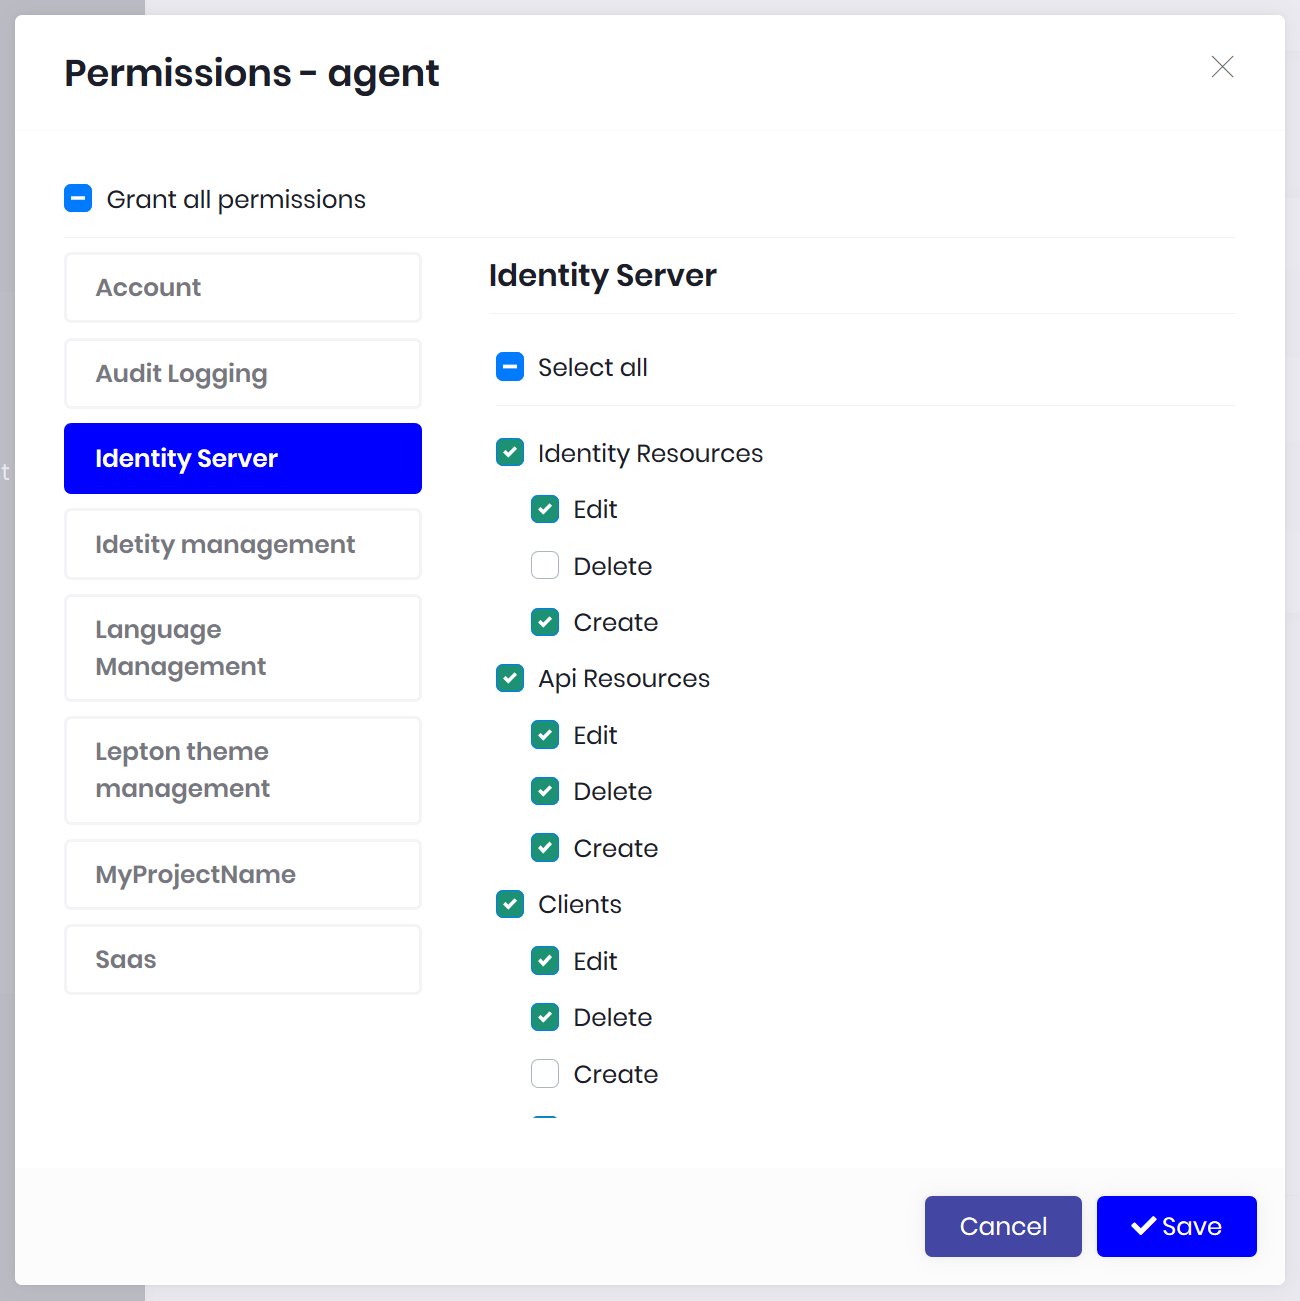 Permissions - agent
Grant all permissions
Account
Audit Logging
Identity Server
Idetity management
Language
Management
Lepton theme
management
MyProjectName
Saas
Identity Server
Select all
Identity Resources
Edit
Delete
Create
Api Resources
Edit
Delete
Create
Clients
Edit
Delete
Create
t
Cancel
Save